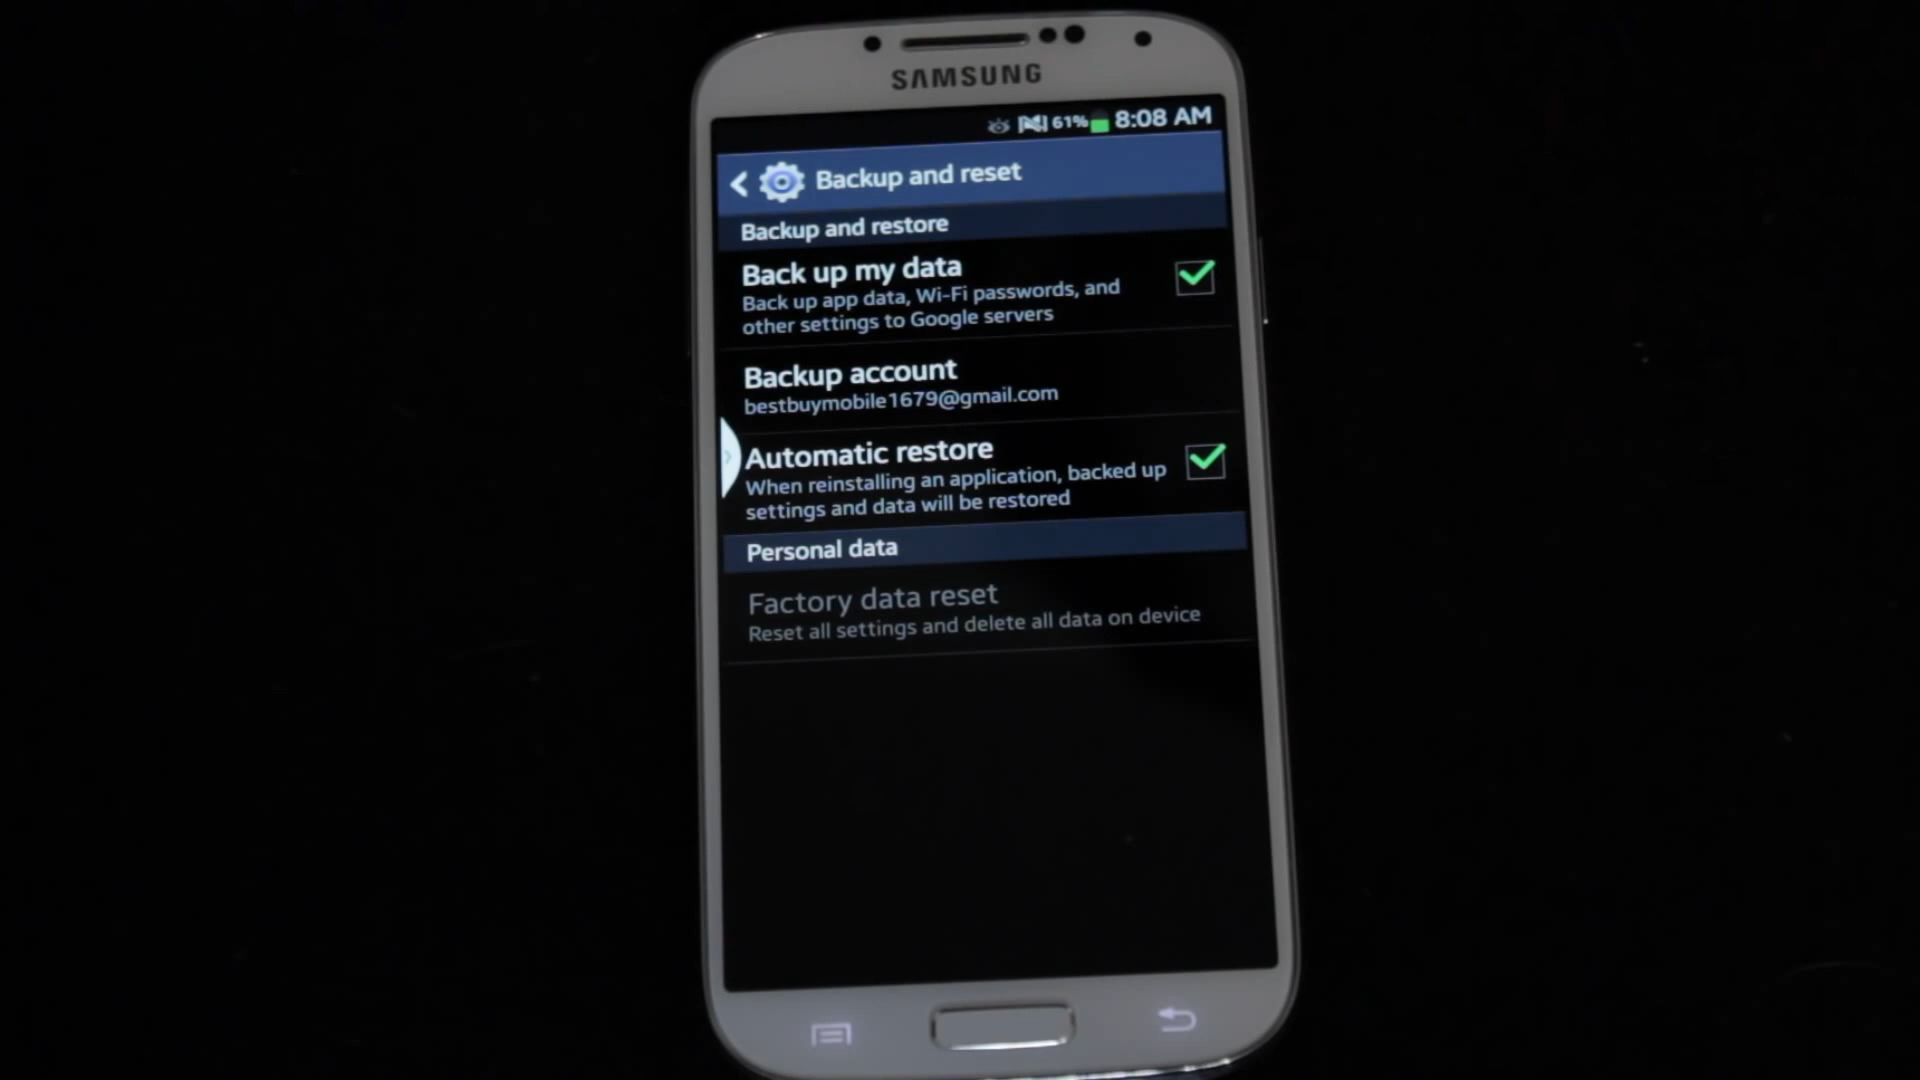 SAMSUNG
61% 8:08 AM
Backup and reset
Backup and restore
Back up my data
Back up app data, Wi-Fi passwords, and
other settings to Google servers
Backup account
bestbuymobile1679@gmail.com
Automatic restore
When reinstalling an application, backed up
settings and data will be restored
Personal data
Factory data reset
Reset all settings and delete all data on device